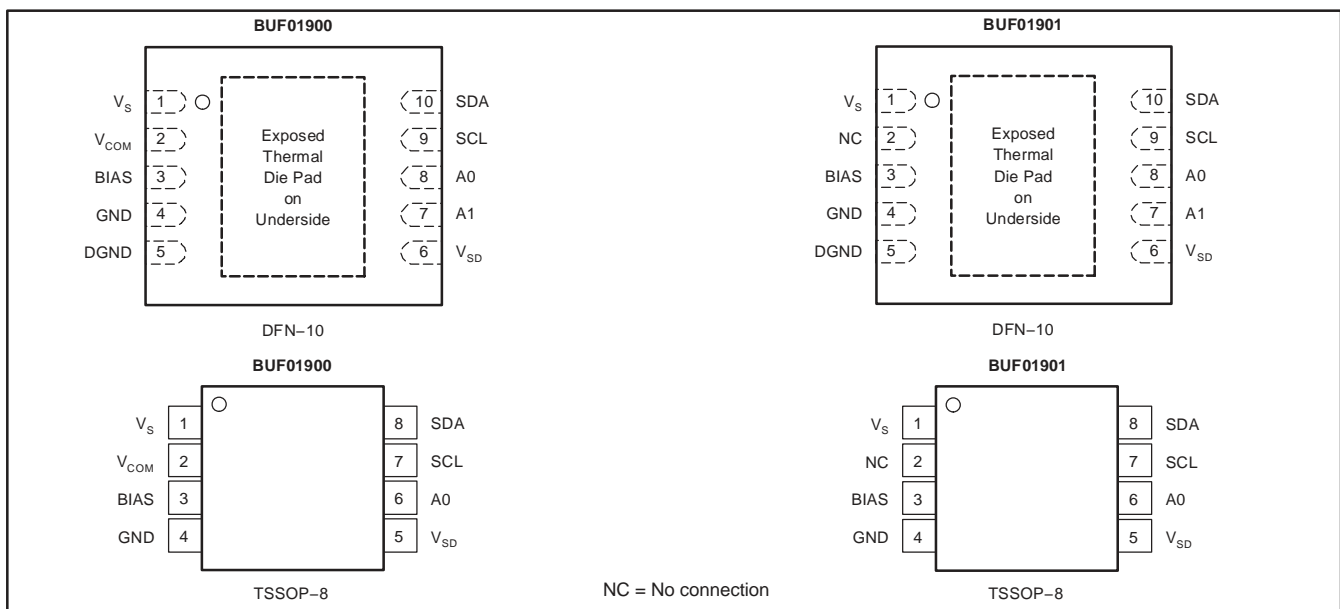 BUF01900
V_S 1
V_COM 2
BIAS 3
GND 4
DGND 5
Exposed
Thermal
Die Pad
on
Underside
10 SDA
9 SCL
8 A0
7 A1
6 V_SD
DFN−10
BUF01901
V_S 1
NC 2
BIAS 3
GND 4
DGND 5
Exposed
Thermal
Die Pad
on
Underside
10 SDA
9 SCL
8 A0
7 A1
6 V_SD
DFN−10
BUF01900
V_S 1
V_COM 2
BIAS 3
GND 4
8 SDA
7 SCL
6 A0
5 V_SD
TSSOP−8
BUF01901
V_S 1
NC 2
BIAS 3
GND 4
8 SDA
7 SCL
6 A0
5 V_SD
TSSOP−8
NC = No connection